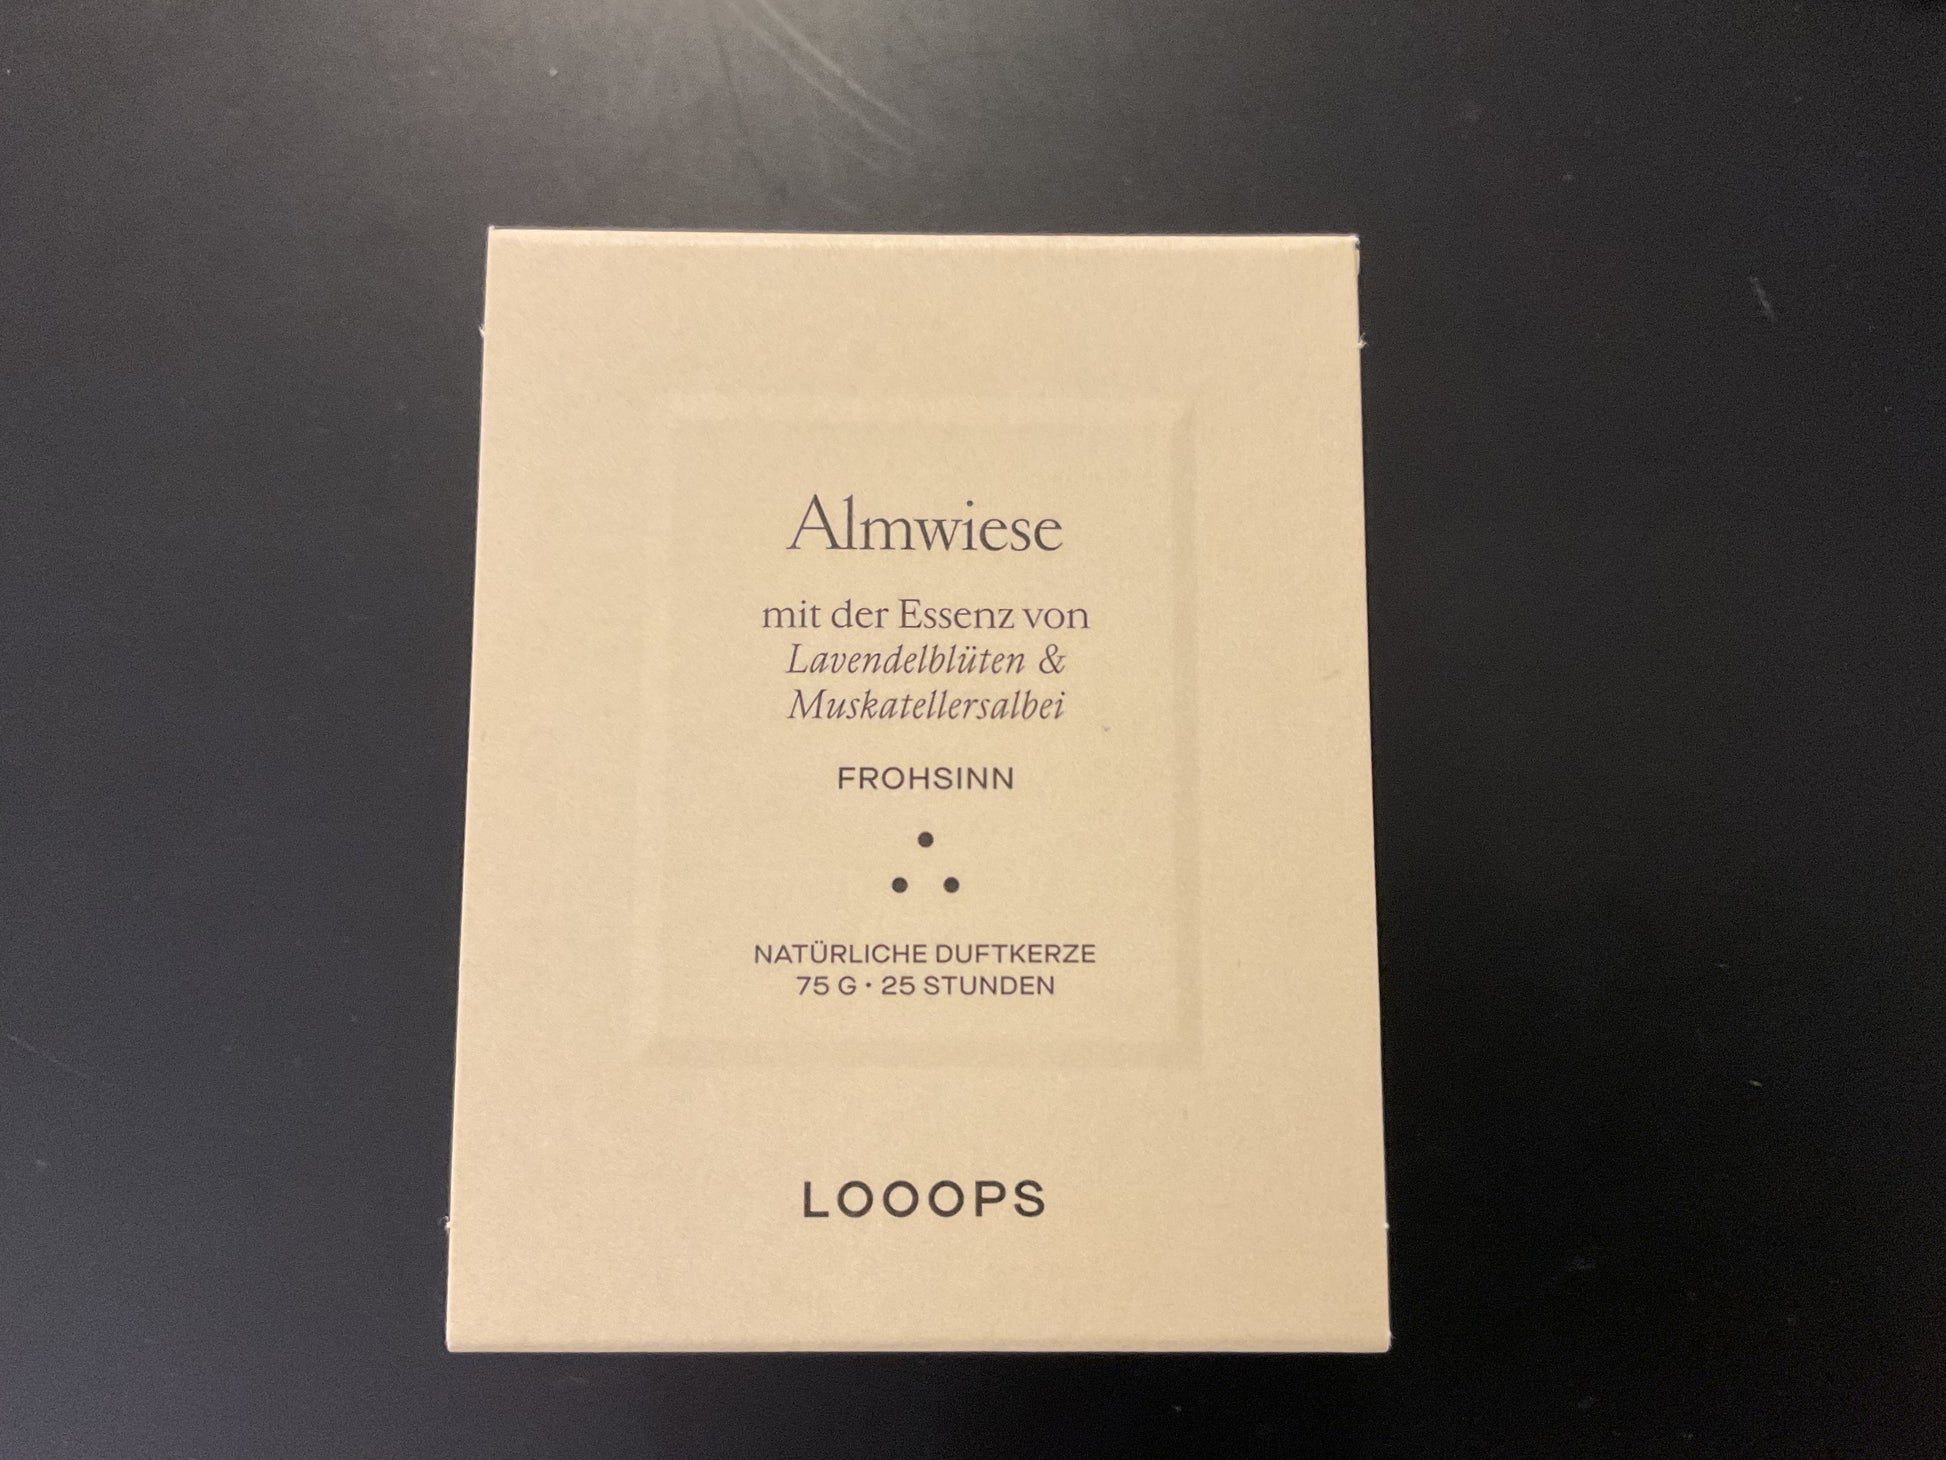 Almwiese
mit der Essenz von
Lavendelblüten &
Muskatellersalbei
FROHSINN
NATÜRLICHE DUFTKERZE
75 G · 25 STUNDEN
LOOOPS